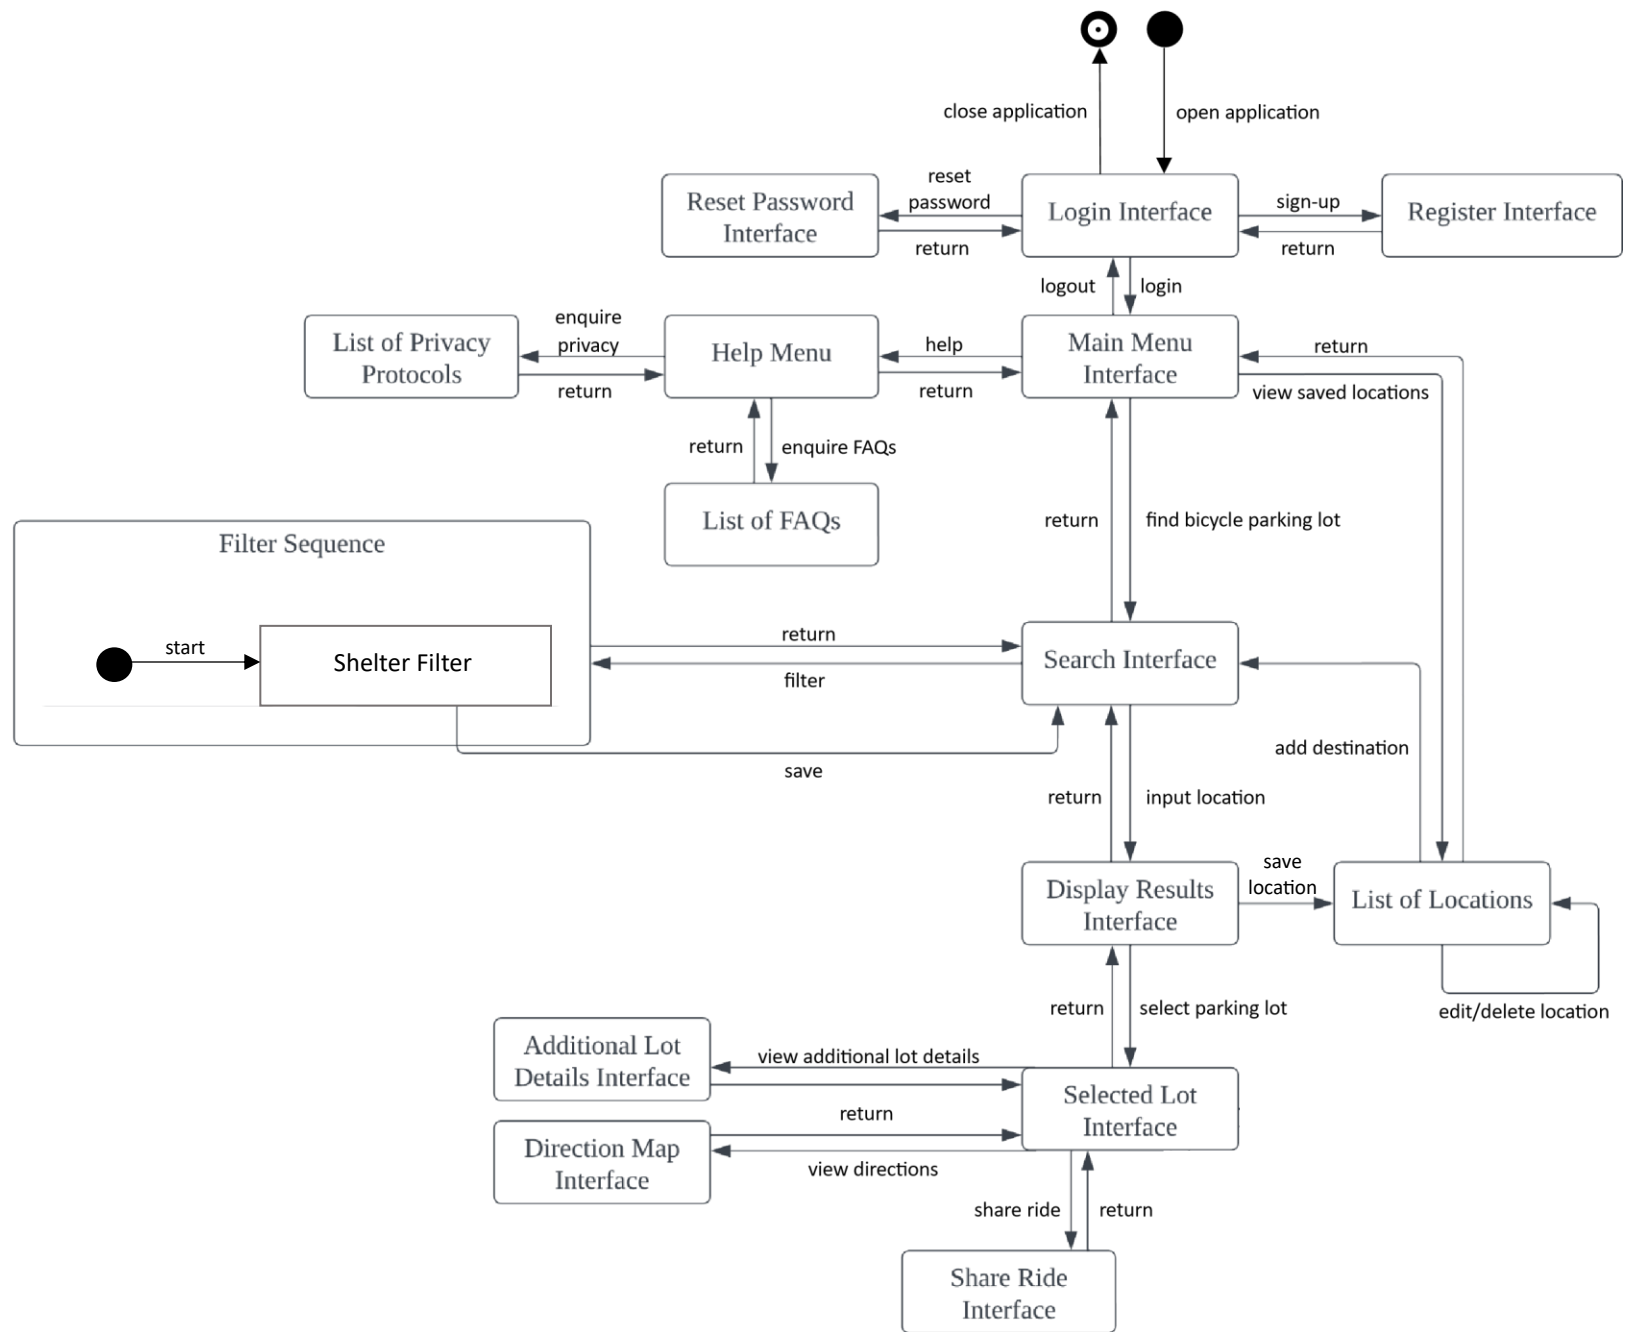 close application
open application
reset
password
Reset Password
Interface
return
Login Interface
sign-up
return
Register Interface
logout
login
List of Privacy
Protocols
enquire
privacy
return
Help Menu
help
return
Main Menu
Interface
return
view saved locations
return
enquire FAQs
List of FAQs
return
find bicycle parking lot
Filter Sequence
start
Shelter Filter
return
filter
Search Interface
save
add destination
return
input location
Display Results
Interface
save
location
List of Locations
edit/delete location
return
select parking lot
Additional Lot
Details Interface
view additional lot details
Selected Lot
Interface
return
Direction Map
Interface
view directions
share ride
return
Share Ride
Interface